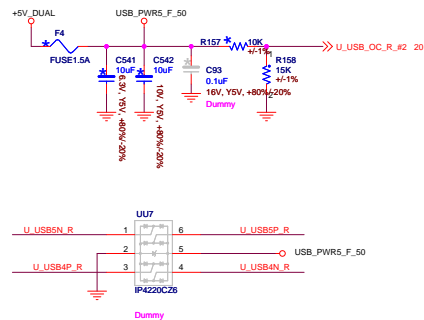 +5V_DUAL
USB_PWR5_F_50
F4
FUSE1.5A
R157
10K
+/-1%
U_USB_OC_R_#2 20
C541
10uF
6.3V, Y5V, +80%/-20%
C542
10uF
10V, Y5V, +80%/-20%
C93
0.1uF
16V, Y5V, +80%/-20%
Dummy
R158
15K
+/-1%
1
2
UU7
U_USB5N_R
1
6
U_USB5P_R
2
5
USB_PWR5_F_50
U_USB4P_R
3
4
U_USB4N_R
IP4220CZ6
Dummy